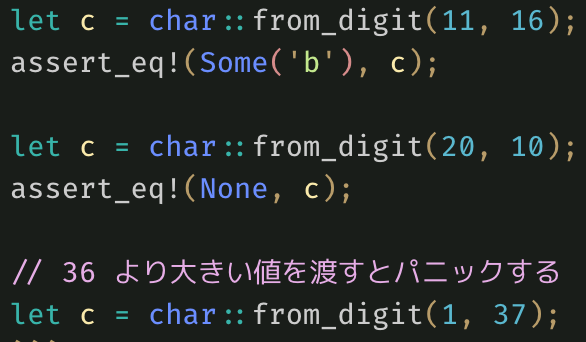 let c = char::from_digit(11, 16);
assert_eq!(Some('b'), c);
let c = char::from_digit(20, 10);
assert_eq!(None, c);
// 36 より大きい値を渡すとパニックする
let c = char::from_digit(1, 37);